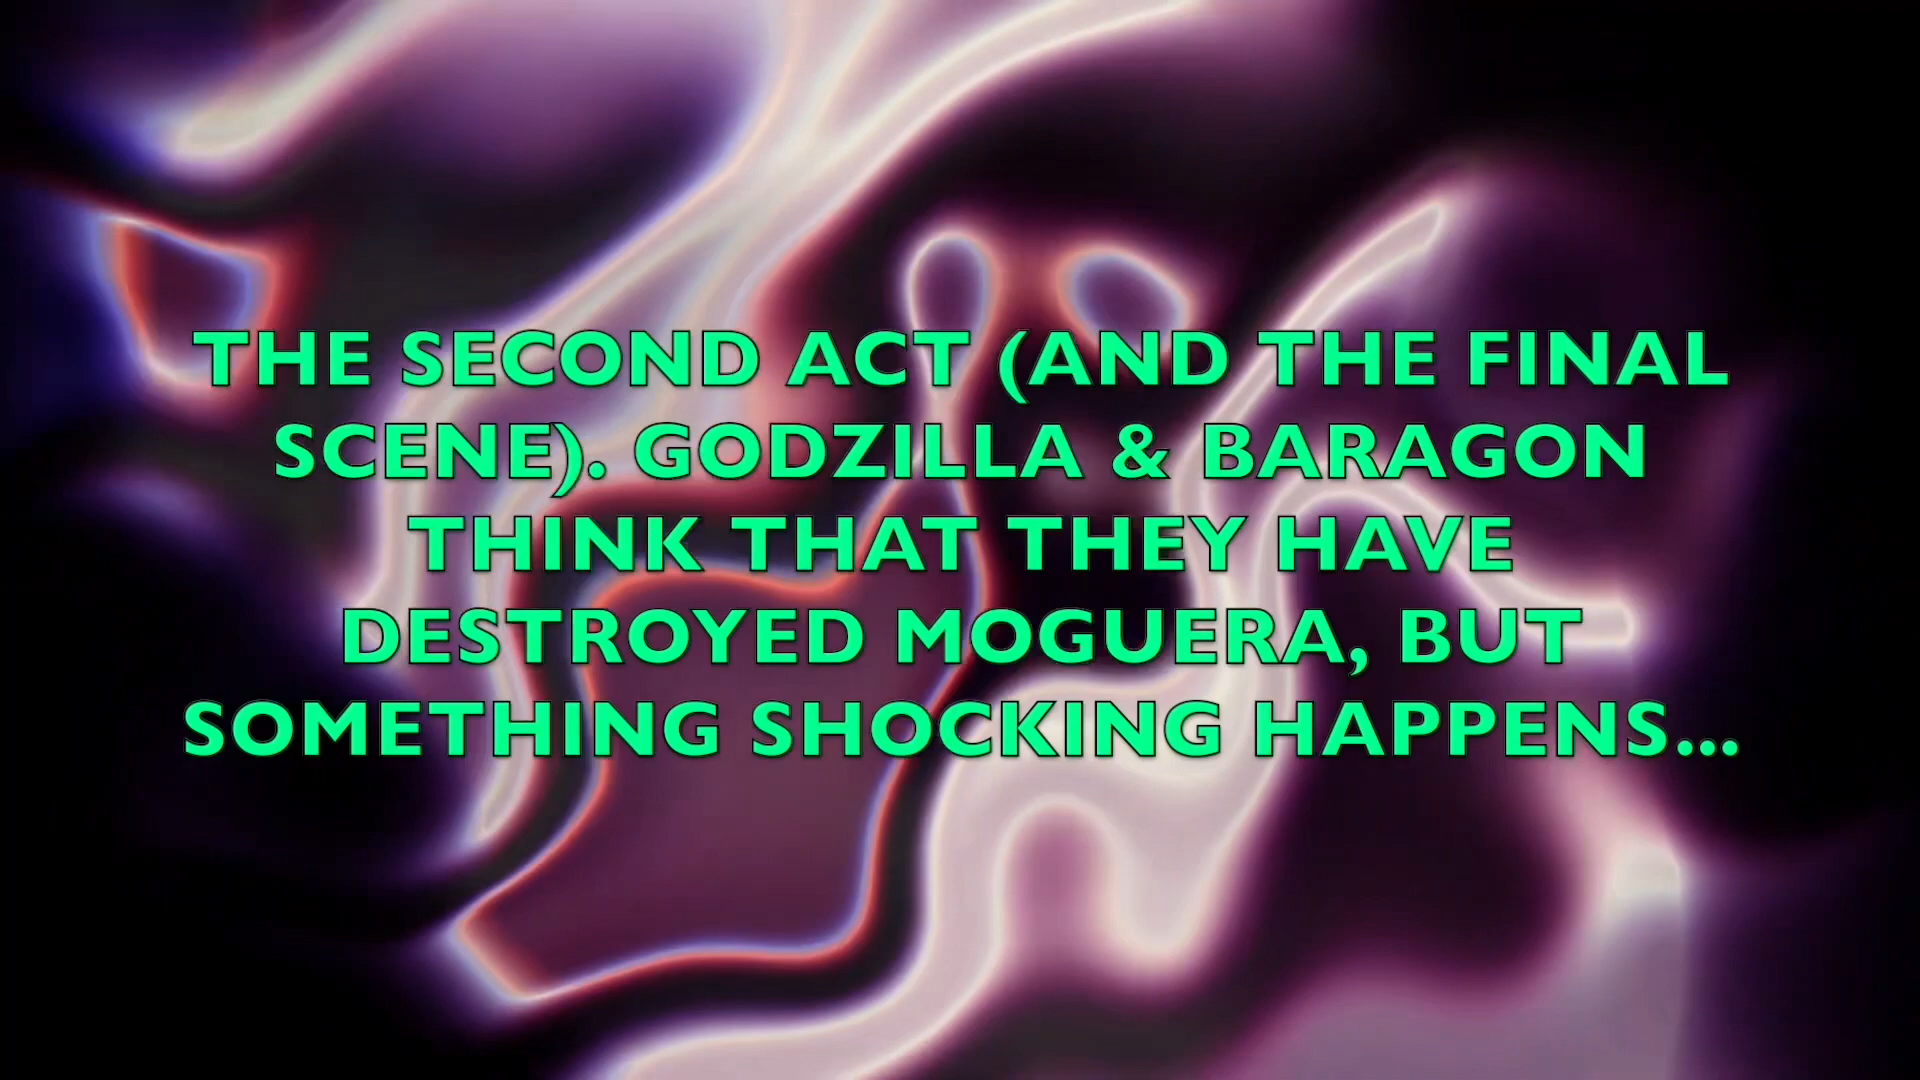 THE SECOND ACT (AND THE FINAL
SCENE). GODZILLA & BARAGON
THINK THAT THEY HAVE
DESTROYED MOGUERA, BUT
SOMETHING SHOCKING HAPPENS...